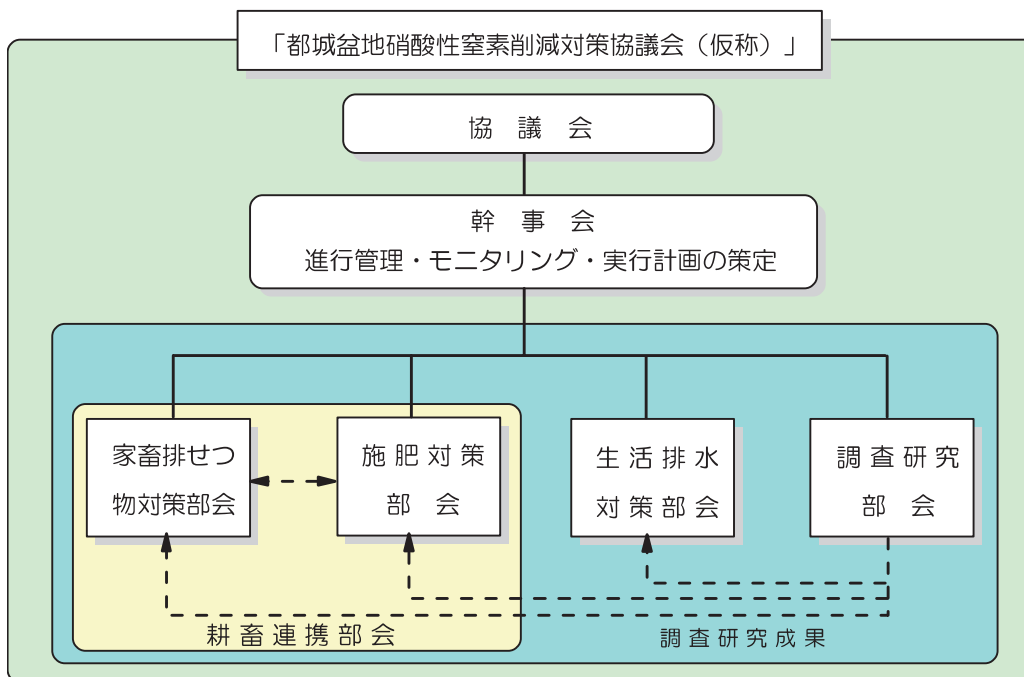 「都城盆地硝酸性窒素削減対策協議会（仮称）」
協　議　会
幹　事　会
進行管理・モニタリング・実行計画の策定
家畜排せつ
物対策部会
施肥対策
部　会
生活排水
対策部会
調査研究
部　会
耕畜連携部会
調査研究成果